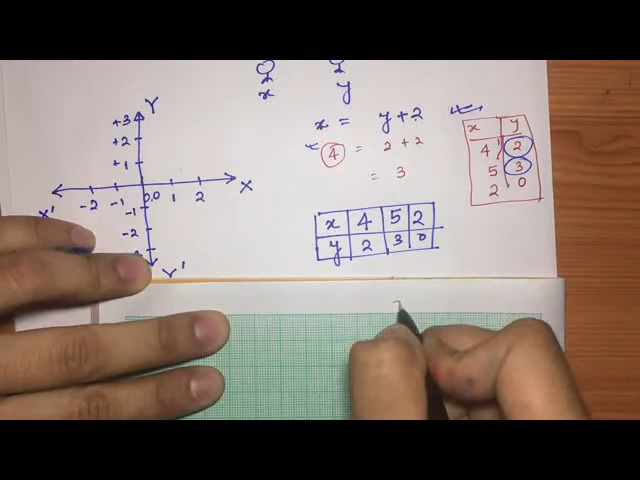 x y
x = y + 2
4 = 2 + 2
= 3
x y
4 2
5 3
2 0
x 4 5 2
y 2 3 0
Y
+3
+2
+1
X' -2 -1 0,0 1 2 X
-1
-2
Y'